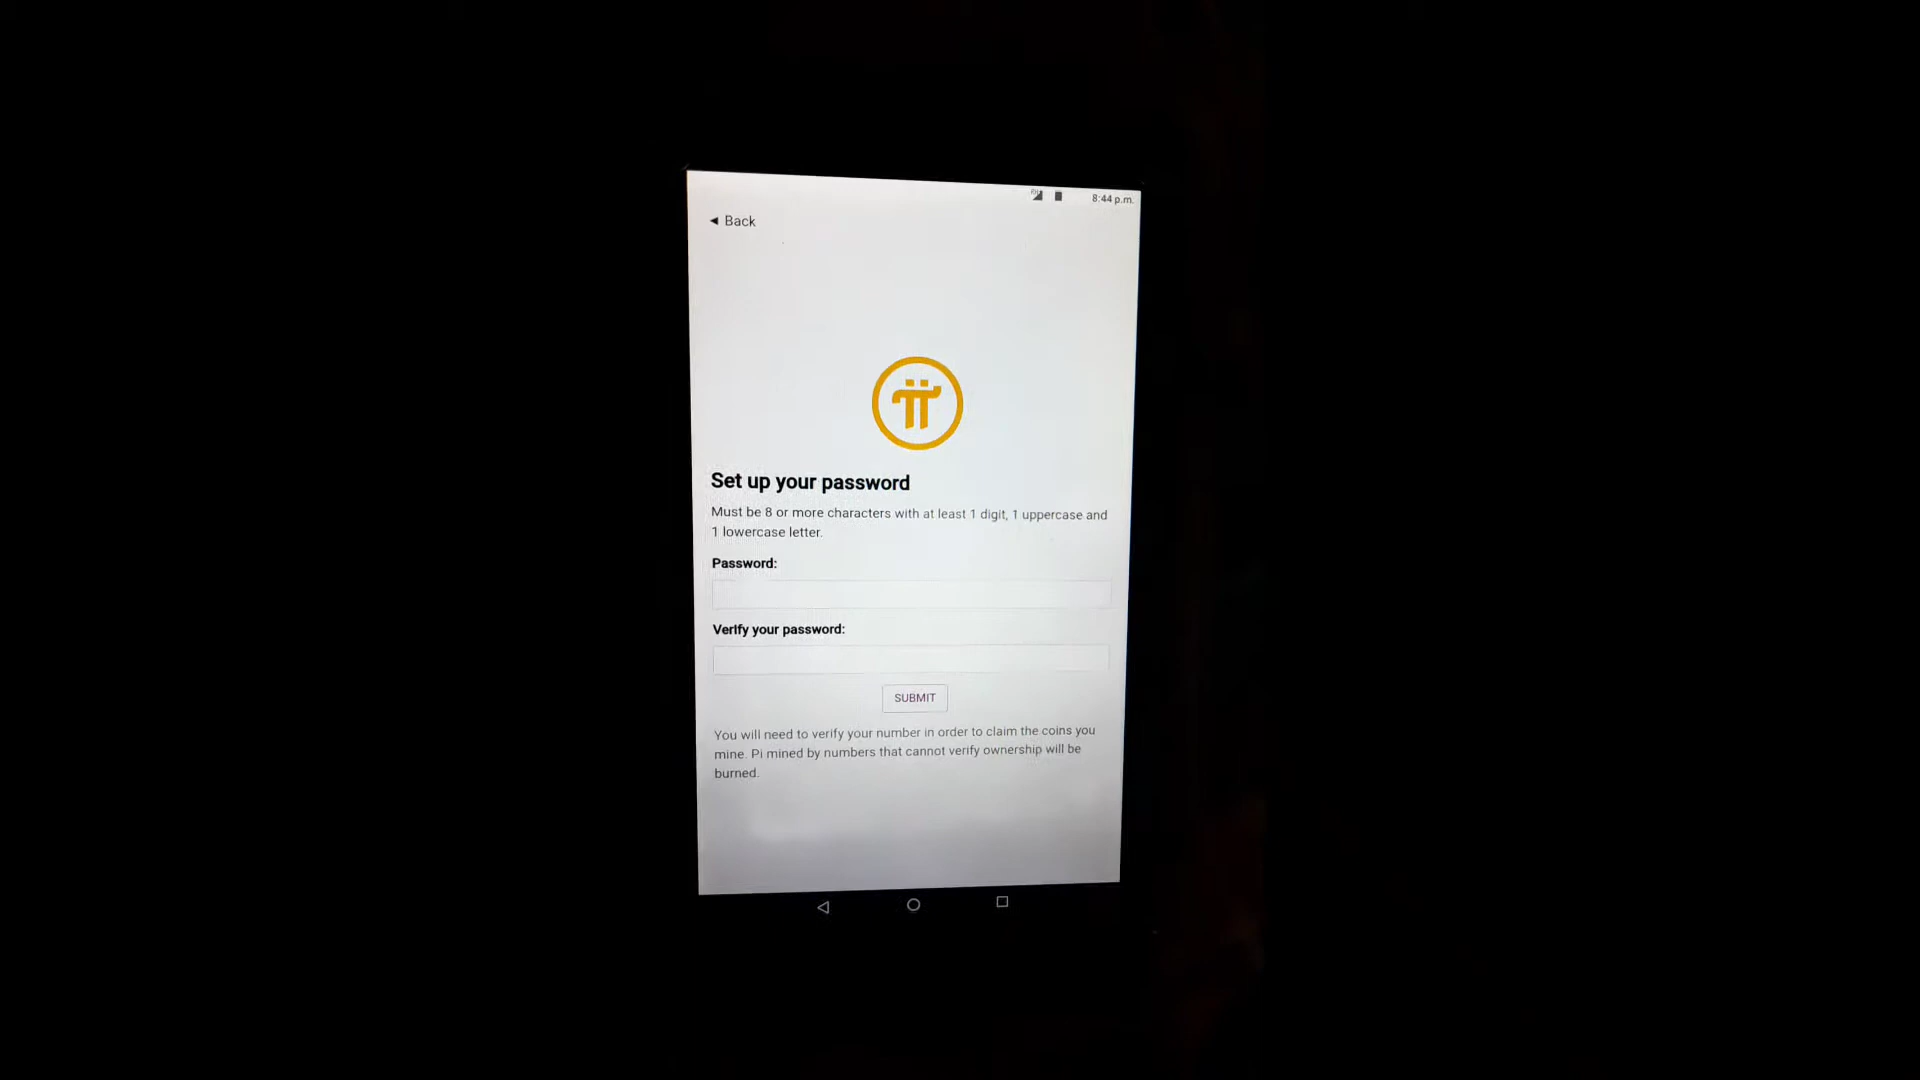 8:44 p.m.
◄ Back
Set up your password
Must be 8 or more characters with at least 1 digit, 1 uppercase and
1 lowercase letter.
Password:
Verify your password:
SUBMIT
You will need to verify your number in order to claim the coins you
mine. Pi mined by numbers that cannot verify ownership will be
burned.